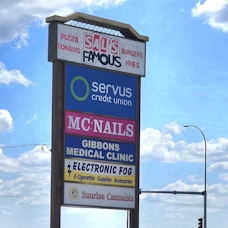 PIZZA SAL'S BURGERS
DONAIRS FAMOUS FRIES
servus
credit union
MC NAILS
GIBBONS
MEDICAL CLINIC
ELECTRONIC FOG
E-Cigarettes Supplies Accessories
Sunrise Cannabis